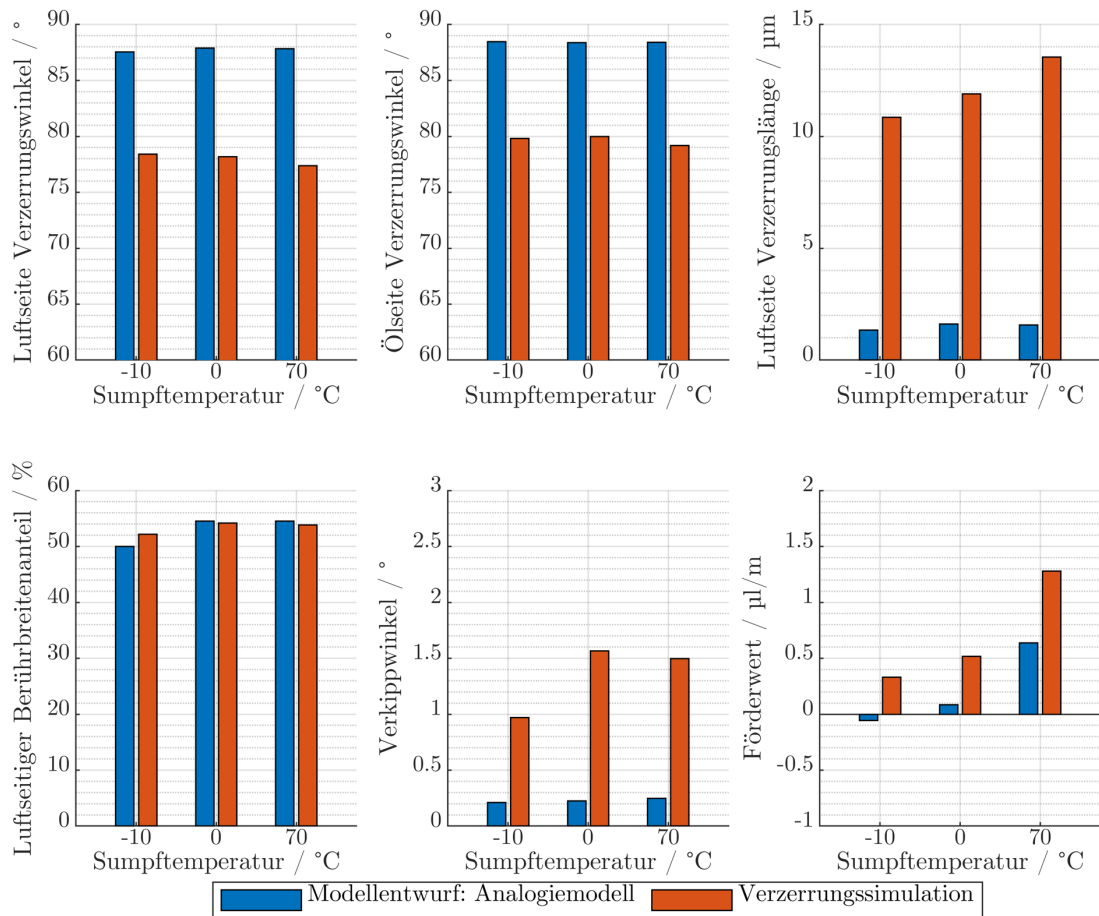 Luftseite Verzerrungswinkel / °
90
85
80
75
70
65
60
-10 0 70
Sumpftemperatur / °C
Ölseite Verzerrungswinkel / °
90
85
80
75
70
65
60
-10 0 70
Sumpftemperatur / °C
Luftseite Verzerrungslänge / µm
15
10
5
0
-10 0 70
Sumpftemperatur / °C
Luftseitiger Berührbreitenanteil / %
60
50
40
30
20
10
0
-10 0 70
Sumpftemperatur / °C
Verkippwinkel / °
3
2.5
2
1.5
1
0.5
0
-10 0 70
Sumpftemperatur / °C
Förderwert / µl/m
2
1.5
1
0.5
0
-0.5
-1
-10 0 70
Sumpftemperatur / °C
Modellentwurf: Analogiemodell Verzerrungssimulation